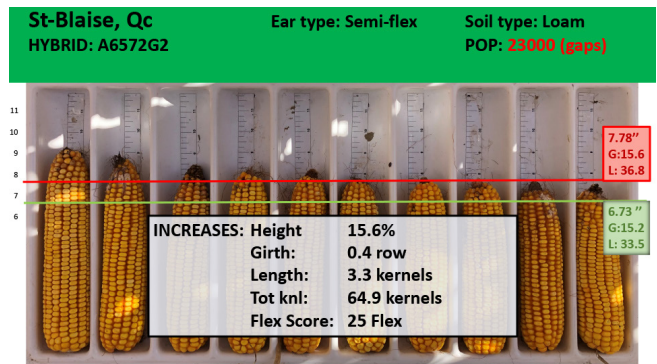 St-Blaise, Qc Ear type: Semi-flex Soil type: Loam
HYBRID: A6572G2 POP: 23000 (gaps)
11
10
9
8
7
6
7.78”
G:15.6
L: 36.8
6.73 ”
G:15.2
L: 33.5
INCREASES: Height 15.6%
Girth: 0.4 row
Length: 3.3 kernels
Tot knl: 64.9 kernels
Flex Score: 25 Flex